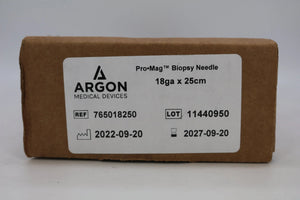 Pro•Mag™ Biopsy Needle
18ga x 25cm
ARGON
MEDICAL DEVICES
REF 765018250
LOT 11440950
2022-09-20
2027-09-20